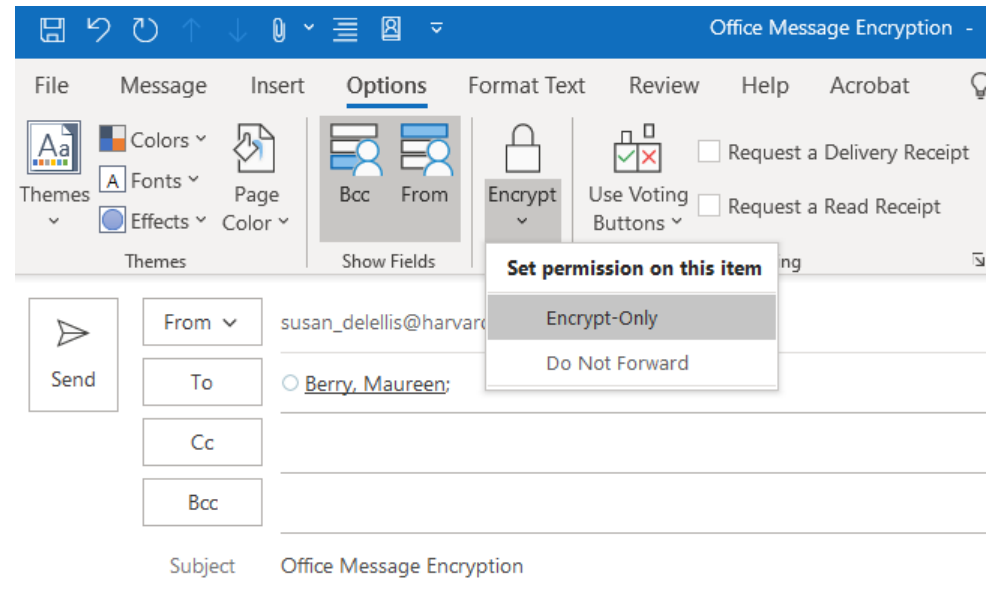 Office Message Encryption -
File Message Insert Options Format Text Review Help Acrobat
Aa
Themes
Colors
A Fonts
Effects
Page
Color
Themes
Bcc From
Show Fields
Encrypt
Use Voting
Buttons
Request a Delivery Receipt
Request a Read Receipt
ng
Set permission on this item
Encrypt-Only
Do Not Forward
Send
From susan_delellis@harvard
To Berry, Maureen;
Cc
Bcc
Subject Office Message Encryption